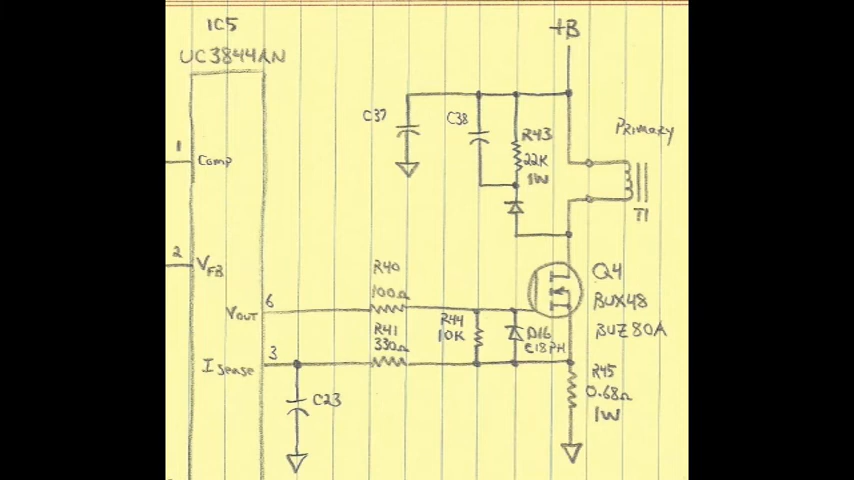 IC5
UC3844AN
+B
C37
C38
R43
22K
1W
Primary
T1
1
Comp
2
VFB
R40
100Ω
Q4
BUX48
BUZ80A
VOUT
6
R44
10K
D16
C18PH
R41
330Ω
3
ISense
C23
R45
0.68Ω
1W